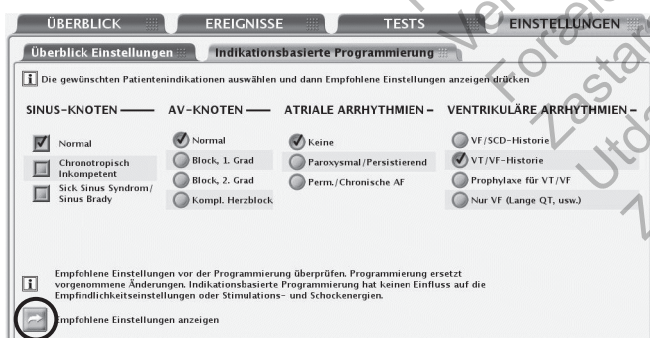 ÜBERBLICK EREIGNISSE TESTS EINSTELLUNGEN
Überblick Einstellungen Indikationsbasierte Programmierung
i Die gewünschten Patientenindikationen auswählen und dann Empfohlene Einstellungen anzeigen drücken
SINUS-KNOTEN
Normal
Chronotropisch
Inkompetent
Sick Sinus Syndrom/
Sinus Brady
AV-KNOTEN
Normal
Block, 1. Grad
Block, 2. Grad
Kompl. Herzblock
ATRIALE ARRHYTHMIEN
Keine
Paroxysmal/Persistierend
Perm./Chronische AF
VENTRIKULÄRE ARRHYTHMIEN
VF/SCD-Historie
VT/VF-Historie
Prophylaxe für VT/VF
Nur VF (Lange QT, usw.)
i Empfohlene Einstellungen vor der Programmierung überprüfen. Programmierung ersetzt
vorgenommene Änderungen. Indikationsbasierte Programmierung hat keinen Einfluss auf die
Empfindlichkeitseinstellungen oder Stimulations- und Schockenergien.
Empfohlene Einstellungen anzeigen